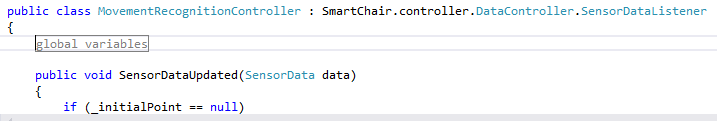 public class MovementRecognitionController : SmartChair.controller.DataController.SensorDataListener
{
global variables
public void SensorDataUpdated(SensorData data)
{
if (_initialPoint == null)